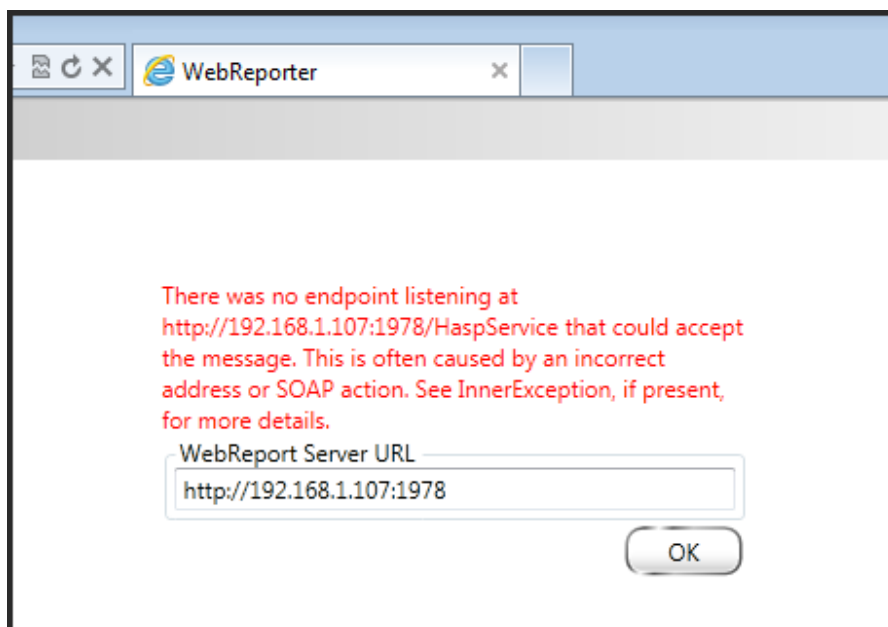 WebReporter
There was no endpoint listening at
http://192.168.1.107:1978/HaspService that could accept
the message. This is often caused by an incorrect
address or SOAP action. See InnerException, if present,
for more details.
WebReport Server URL
http://192.168.1.107:1978
OK